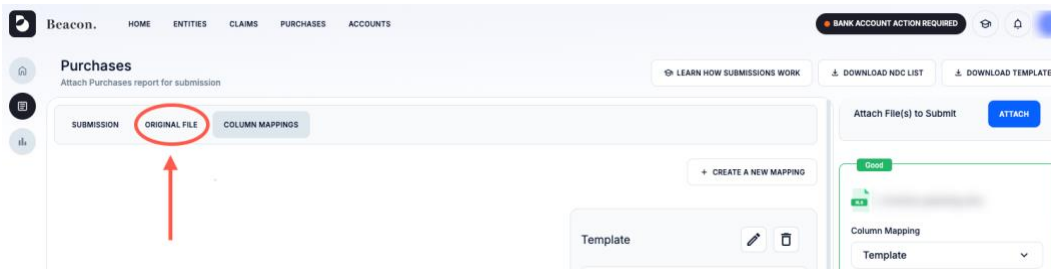 Beacon. HOME ENTITIES CLAIMS PURCHASES ACCOUNTS BANK ACCOUNT ACTION REQUIRED
Purchases
Attach Purchases report for submission
LEARN HOW SUBMISSIONS WORK DOWNLOAD NDC LIST DOWNLOAD TEMPLATE
SUBMISSION ORIGINAL FILE COLUMN MAPPINGS
Attach File(s) to Submit ATTACH
+ CREATE A NEW MAPPING
Good
Template
Column Mapping
Template